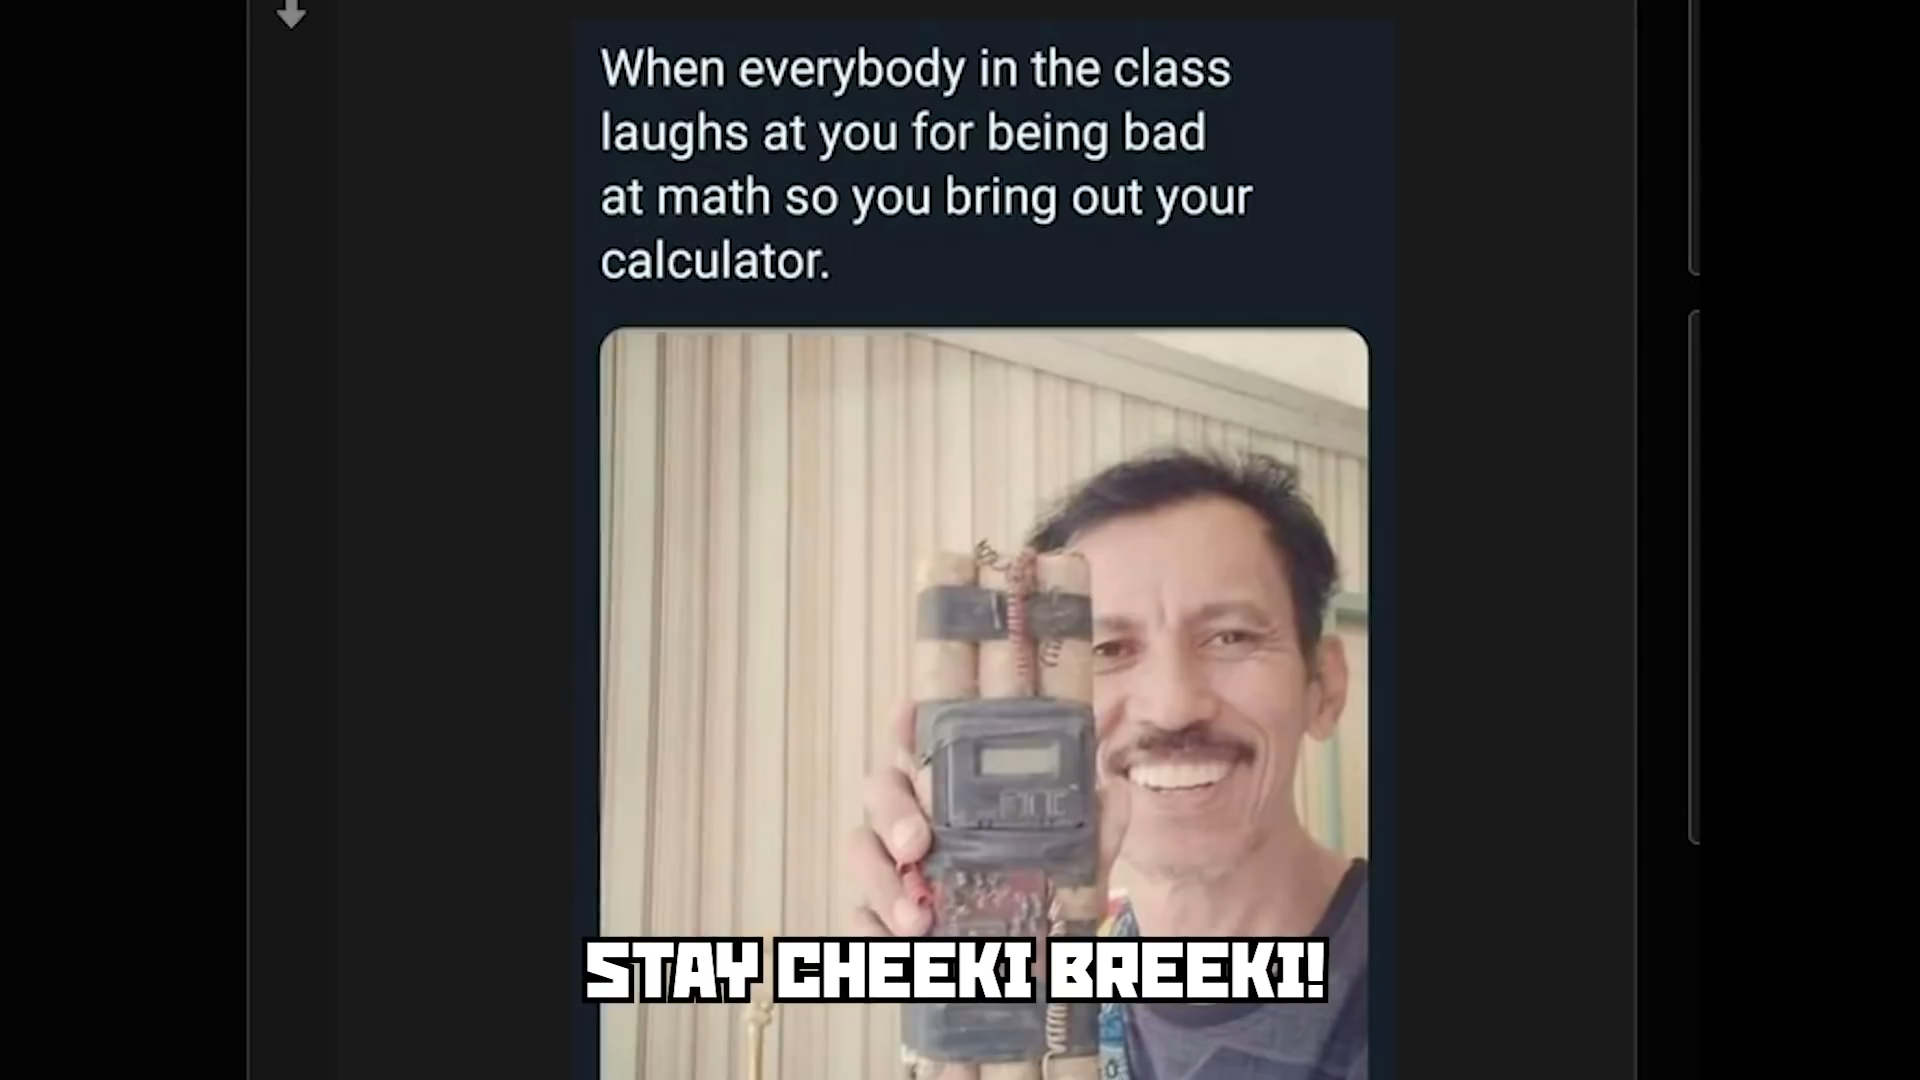 When everybody in the class
laughs at you for being bad
at math so you bring out your
calculator.
STAY CHEEKI BREEKI!